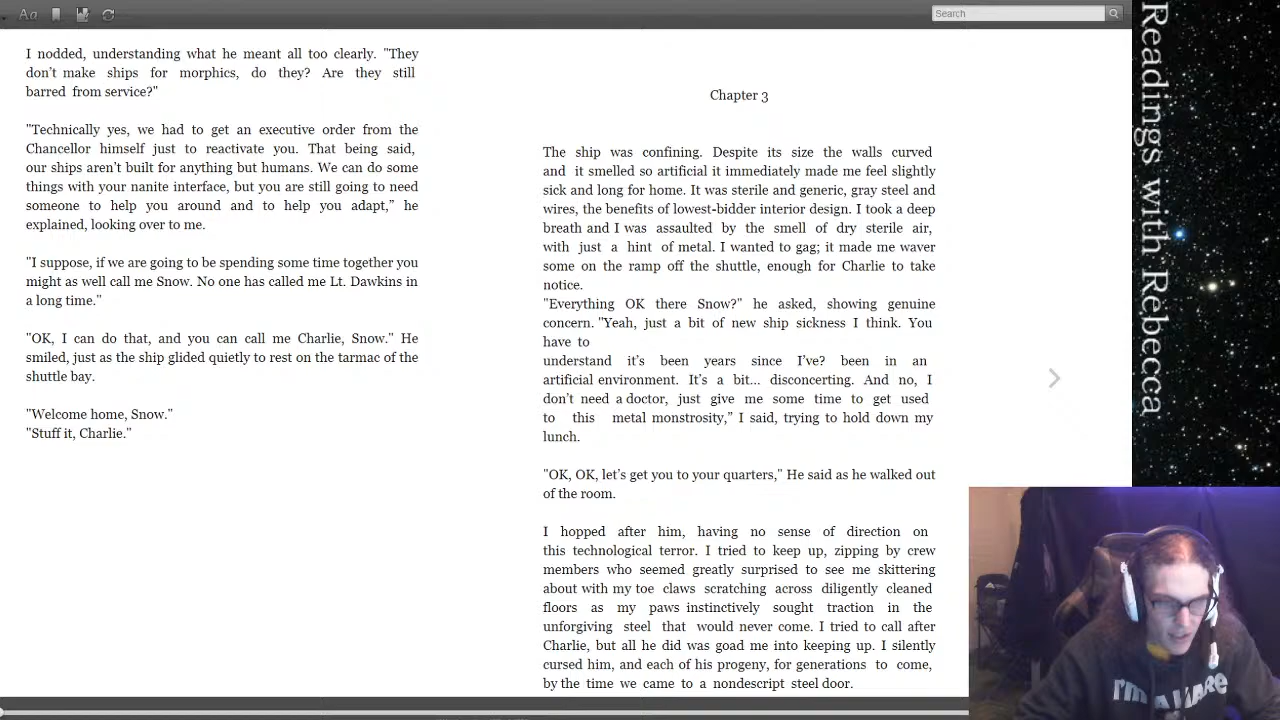 Aa
Search
I nodded, understanding what he meant all too clearly. "They
don't make ships for morphics, do they? Are they still
barred from service?"
"Technically yes, we had to get an executive order from the
Chancellor himself just to reactivate you. That being said,
our ships aren't built for anything but humans. We can do some
things with your nanite interface, but you are still going to need
someone to help you around and to help you adapt,” he
explained, looking over to me.
"I suppose, if we are going to be spending some time together you
might as well call me Snow. No one has called me Lt. Dawkins in
a long time."
"OK, I can do that, and you can call me Charlie, Snow." He
smiled, just as the ship glided quietly to rest on the tarmac of the
shuttle bay.
"Welcome home, Snow."
"Stuff it, Charlie."
Chapter 3
The ship was confining. Despite its size the walls curved
and it smelled so artificial it immediately made me feel slightly
sick and long for home. It was sterile and generic, gray steel and
wires, the benefits of lowest-bidder interior design. I took a deep
breath and I was assaulted by the smell of dry sterile air,
with just a hint of metal. I wanted to gag; it made me waver
some on the ramp off the shuttle, enough for Charlie to take
notice.
"Everything OK there Snow?" he asked, showing genuine
concern. "Yeah, just a bit of new ship sickness I think. You
have to
understand it's been years since I've? been in an
artificial environment. It's a bit... disconcerting. And no, I
don't need a doctor, just give me some time to get used
to this metal monstrosity,” I said, trying to hold down my
lunch.
"OK, OK, let's get you to your quarters," He said as he walked out
of the room.
I hopped after him, having no sense of direction on
this technological terror. I tried to keep up, zipping by crew
members who seemed greatly surprised to see me skittering
about with my toe claws scratching across diligently cleaned
floors as my paws instinctively sought traction in the
unforgiving steel that would never come. I tried to call after
Charlie, but all he did was goad me into keeping up. I silently
cursed him, and each of his progeny, for generations to come,
by the time we came to a nondescript steel door.
Readings with Rebecca
I'm A